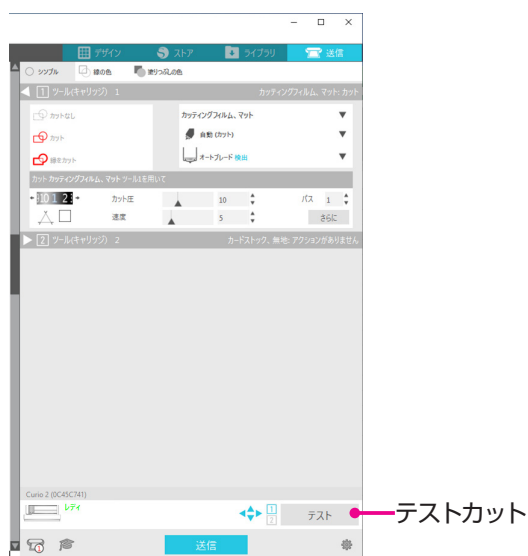 デザイン ストア ライブラリ 送信
シンプル 線の色 塗りつぶしの色
1 ツール(キャリッジ) 1 カッティングフィルム、マット: カット
カットなし
カット
線をカット
カッティングフィルム、マット
自動 (カット)
オートブレード 検出
カット カッティングフィルム、マット ツール1を用いて
10 1 2
カット圧 10 パス 1
速度 5 さらに
2 ツール(キャリッジ) 2 カードストック、無地: アクションがありません
Curio 2 (0C45C741)
レディ
1
2
テスト
テストカット
1
送信